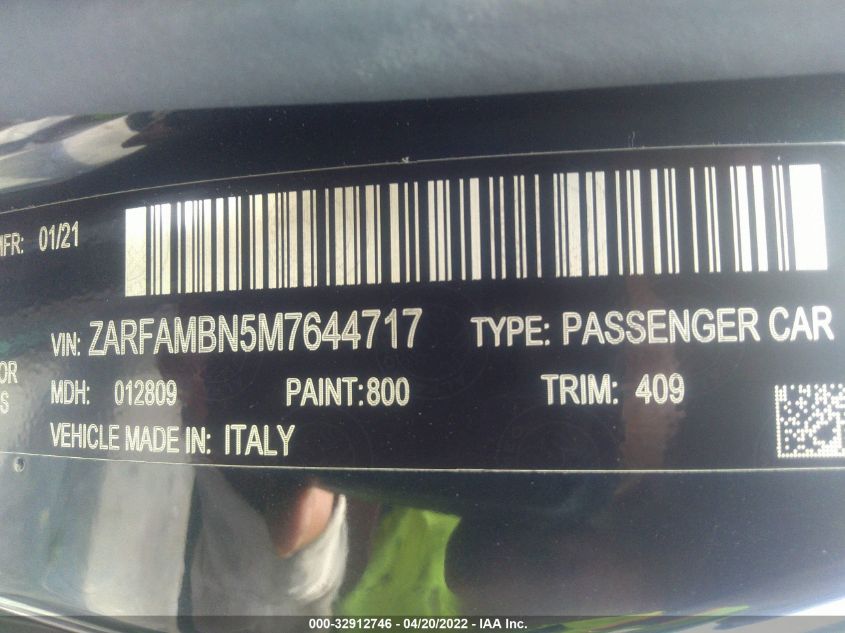 MFR: 01/21
VIN: ZARFAMBN5M7644717 TYPE: PASSENGER CAR
OR
S
MDH: 012809 PAINT:800 TRIM: 409
VEHICLE MADE IN: ITALY
000-32912746 - 04/20/2022 - IAA Inc.